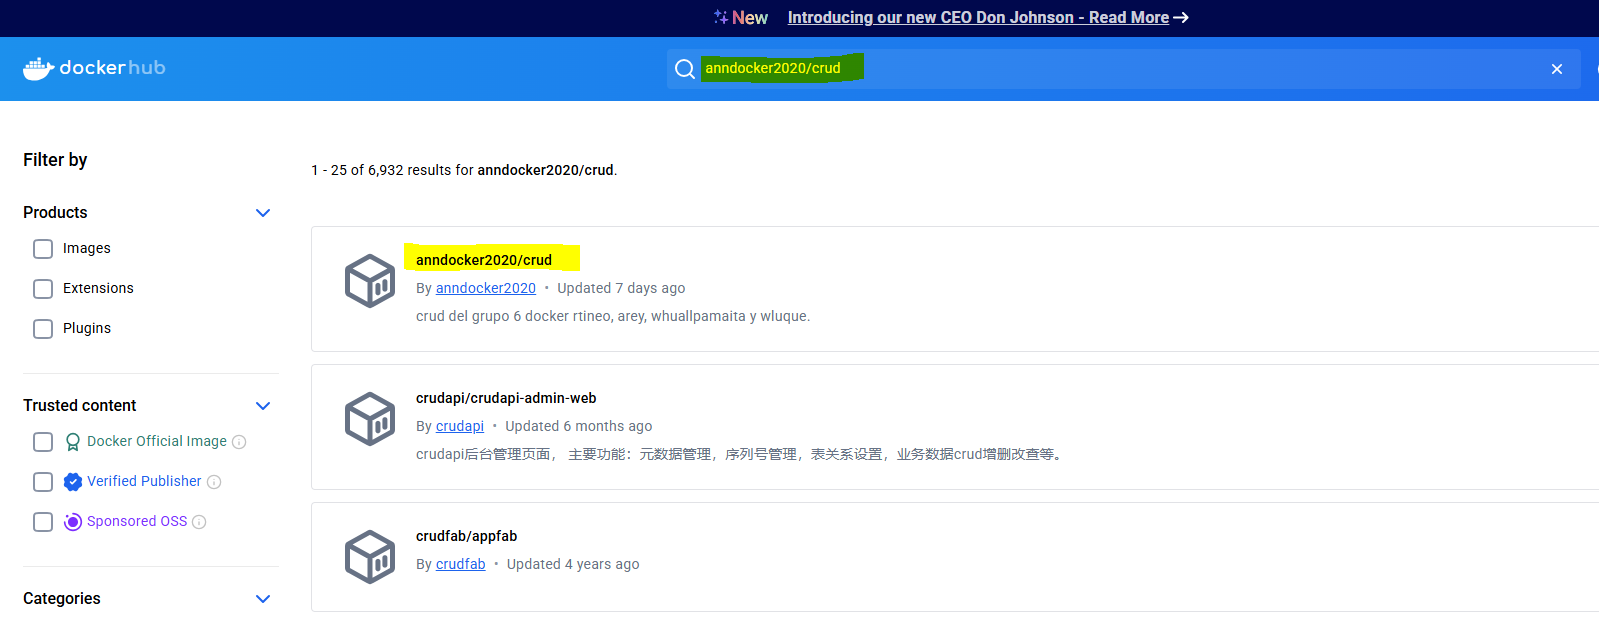 New Introducing our new CEO Don Johnson - Read More
docker hub anndocker2020/crud
Filter by
1 - 25 of 6,932 results for anndocker2020/crud.
Products
Images
Extensions
Plugins
Trusted content
Docker Official Image
Verified Publisher
Sponsored OSS
Categories
anndocker2020/crud
By anndocker2020 • Updated 7 days ago
crud del grupo 6 docker rtineo, arey, whuallpamaita y wluque.
crudapi/crudapi-admin-web
By crudapi • Updated 6 months ago
crudapi后台管理页面， 主要功能：元数据管理，序列号管理，表关系设置，业务数据crud增删改查等。
crudfab/appfab
By crudfab • Updated 4 years ago